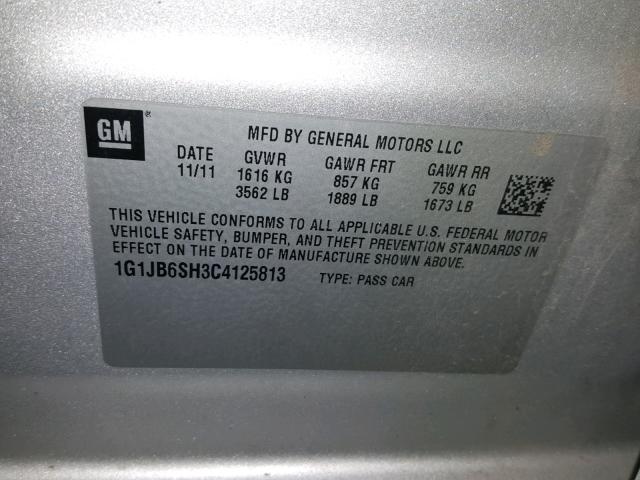 GM®
MFD BY GENERAL MOTORS LLC
DATE GVWR GAWR FRT GAWR RR
11/11 1616 KG 857 KG 759 KG
3562 LB 1889 LB 1673 LB
THIS VEHICLE CONFORMS TO ALL APPLICABLE U.S. FEDERAL MOTOR
VEHICLE SAFETY, BUMPER, AND THEFT PREVENTION STANDARDS IN
EFFECT ON THE DATE OF MANUFACTURE SHOWN ABOVE.
1G1JB6SH3C4125813 TYPE: PASS CAR